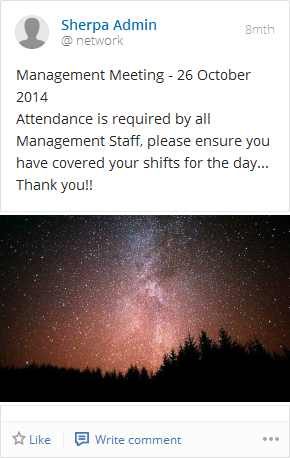 Sherpa Admin
8mth
@ network
Management Meeting - 26 October
2014
Attendance is required by all
Management Staff, please ensure you
have covered your shifts for the day...
Thank you!!
Like
Write comment